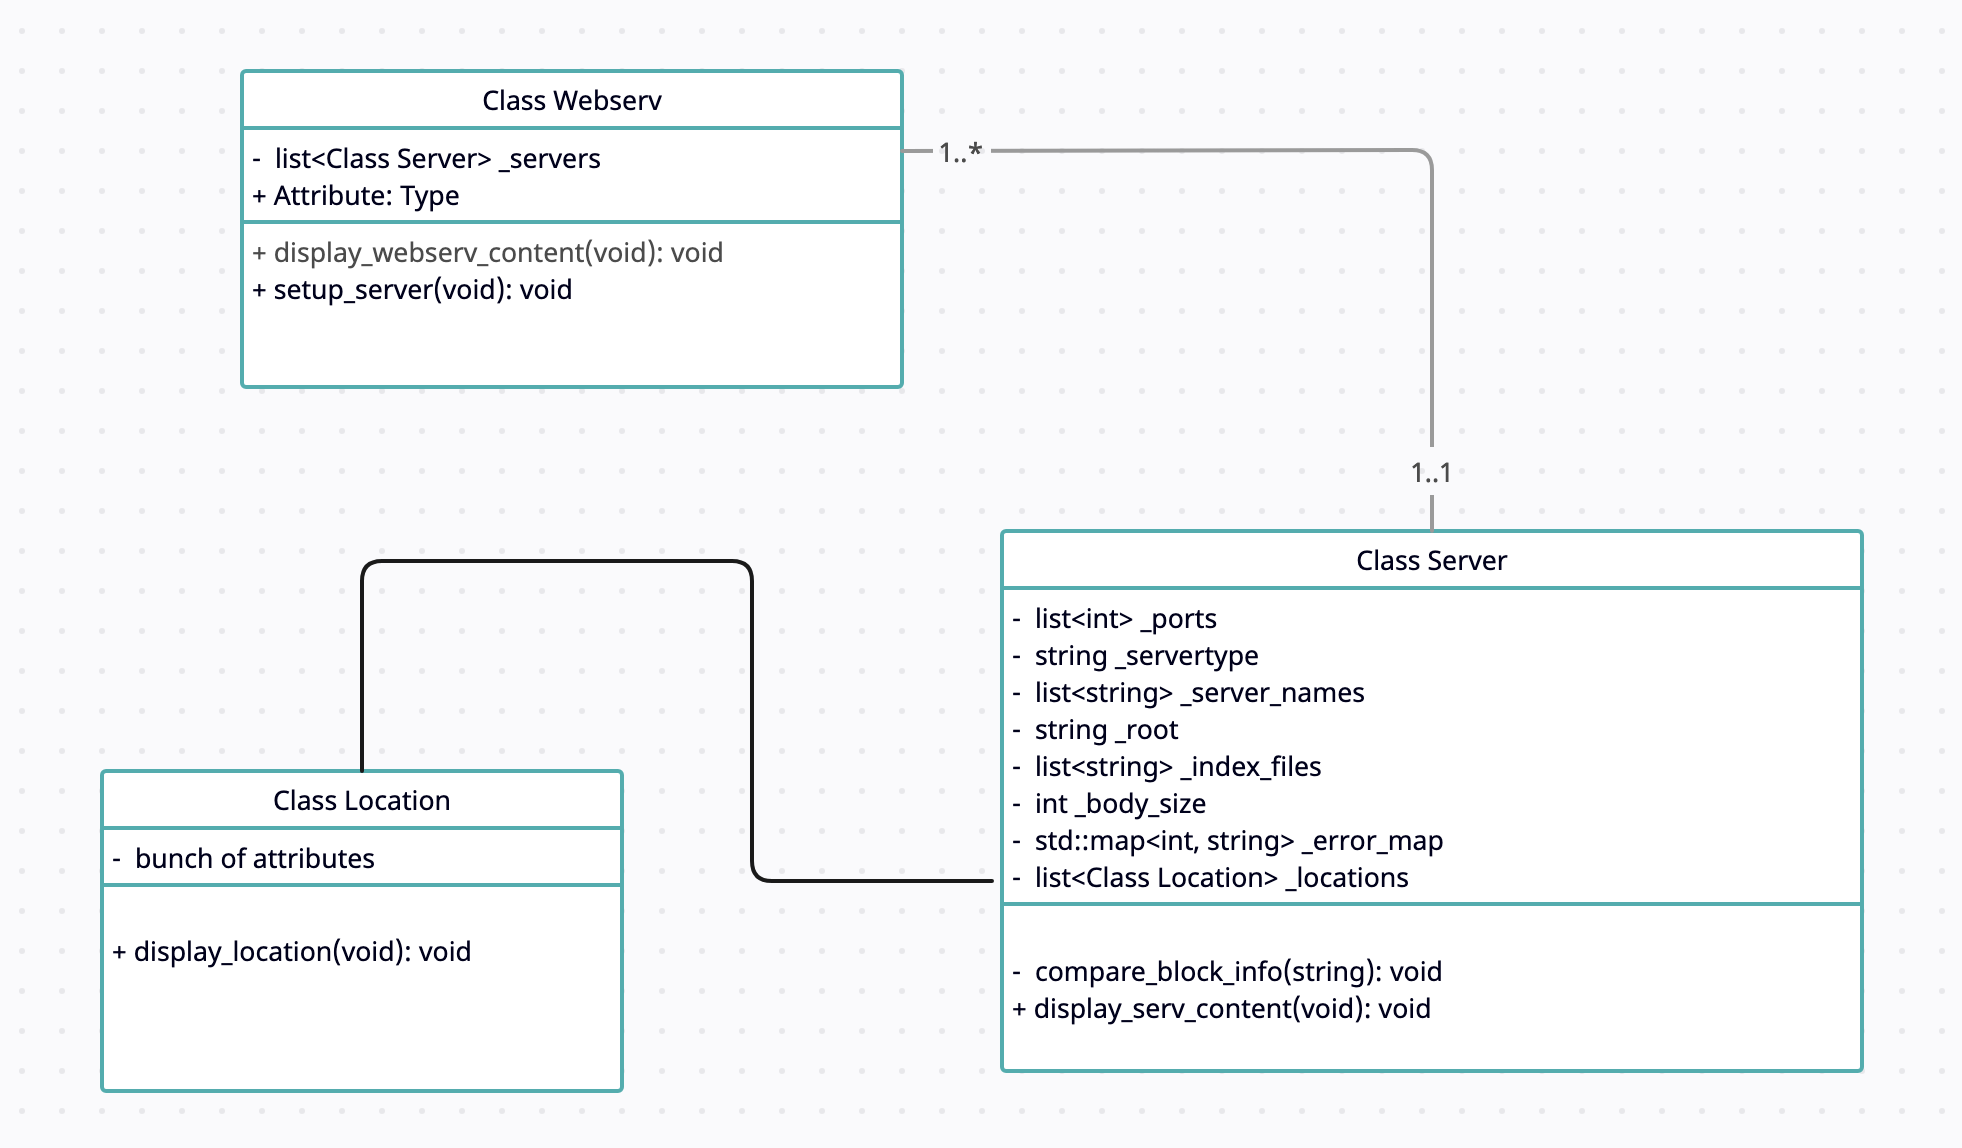 Class Webserv
- list<Class Server> _servers
+ Attribute: Type
+ display_webserv_content(void): void
+ setup_server(void): void
1..*
1..1
Class Server
- list<int> _ports
- string _servertype
- list<string> _server_names
- string _root
- list<string> _index_files
- int _body_size
- std::map<int, string> _error_map
- list<Class Location> _locations
- compare_block_info(string): void
+ display_serv_content(void): void
Class Location
- bunch of attributes
+ display_location(void): void